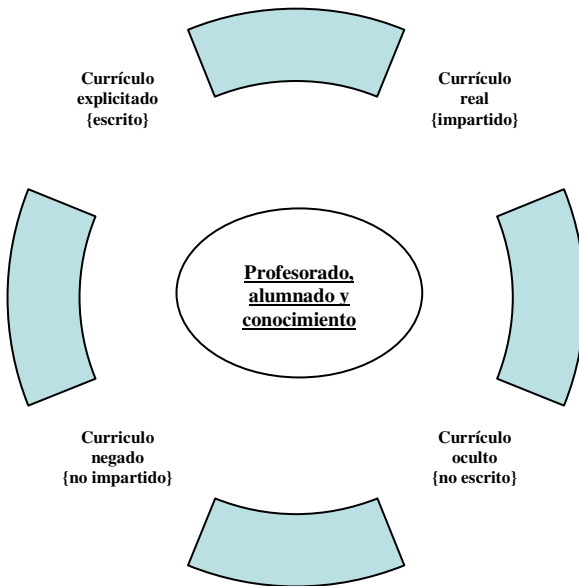 Currículo
explicitado
{escrito}
Currículo
real
{impartido}
Profesorado,
alumnado y
conocimiento
Curriculo
negado
{no impartido}
Currículo
oculto
{no escrito}